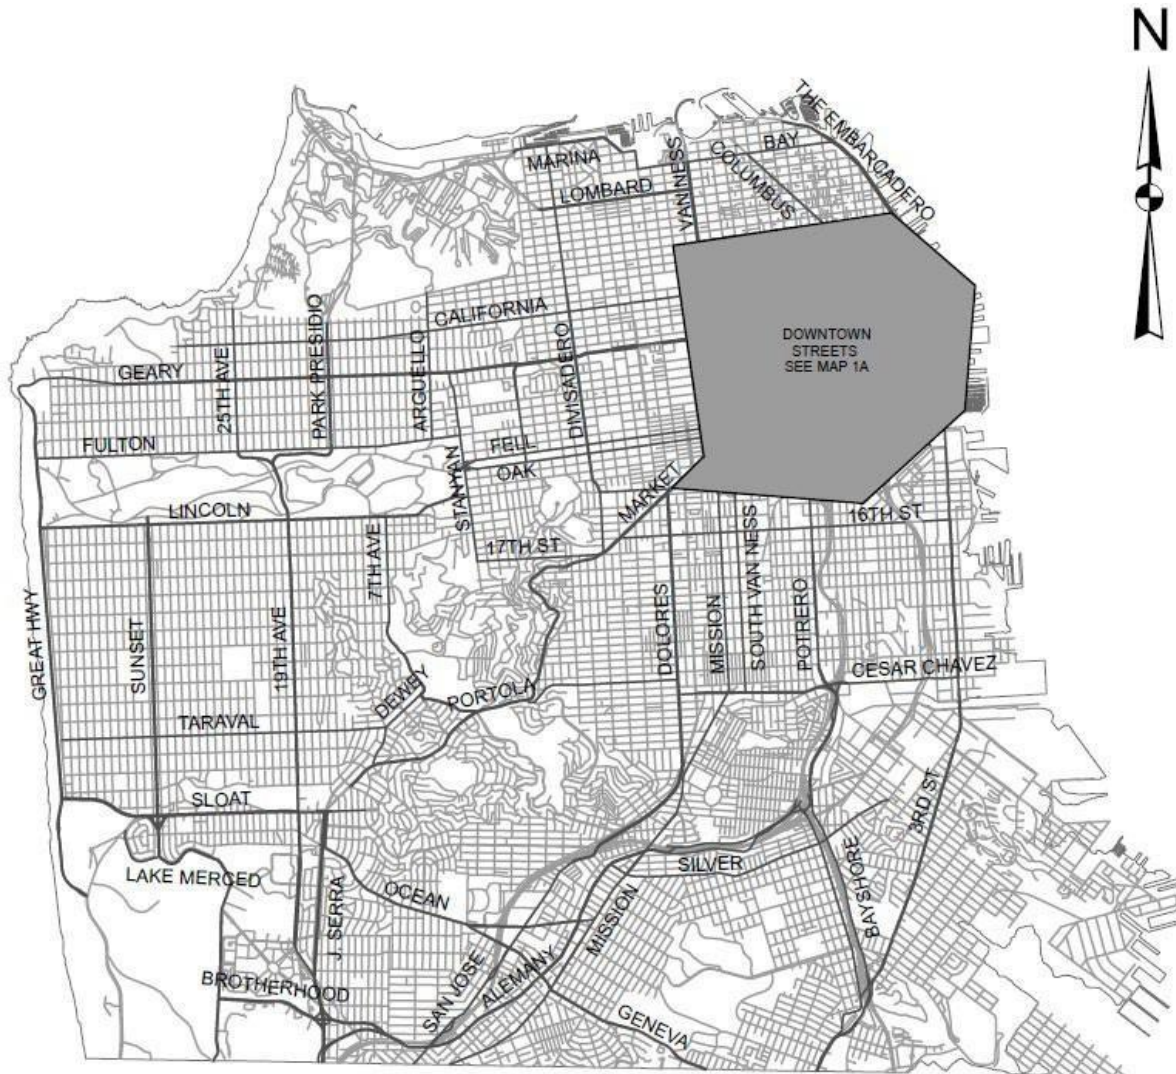 N
THE EMBARCADERO
BAY
COLUMBUS
VAN NESS
MARINA
LOMBARD
DOWNTOWN
STREETS
SEE MAP 1A
CALIFORNIA
PARK PRESIDIO
25TH AVE
ARGUELLO
DIVISADERO
GEARY
FULTON
FELL
OAK
STANYAN
MARKET
LINCOLN
16TH ST
17TH ST
7TH AVE
SOUTH VAN NESS
GREAT HWY
SUNSET
19TH AVE
DOLORES
MISSION
POTRERO
CESAR CHAVEZ
DEWEY
PORTOLA
TARAVAL
SLOAT
3RD ST
SILVER
LAKE MERCED
OCEAN
J. SERRA
BAYSHORE
MISSION
ALEMANY
SAN JOSE
BROTHERHOOD
GENEVA